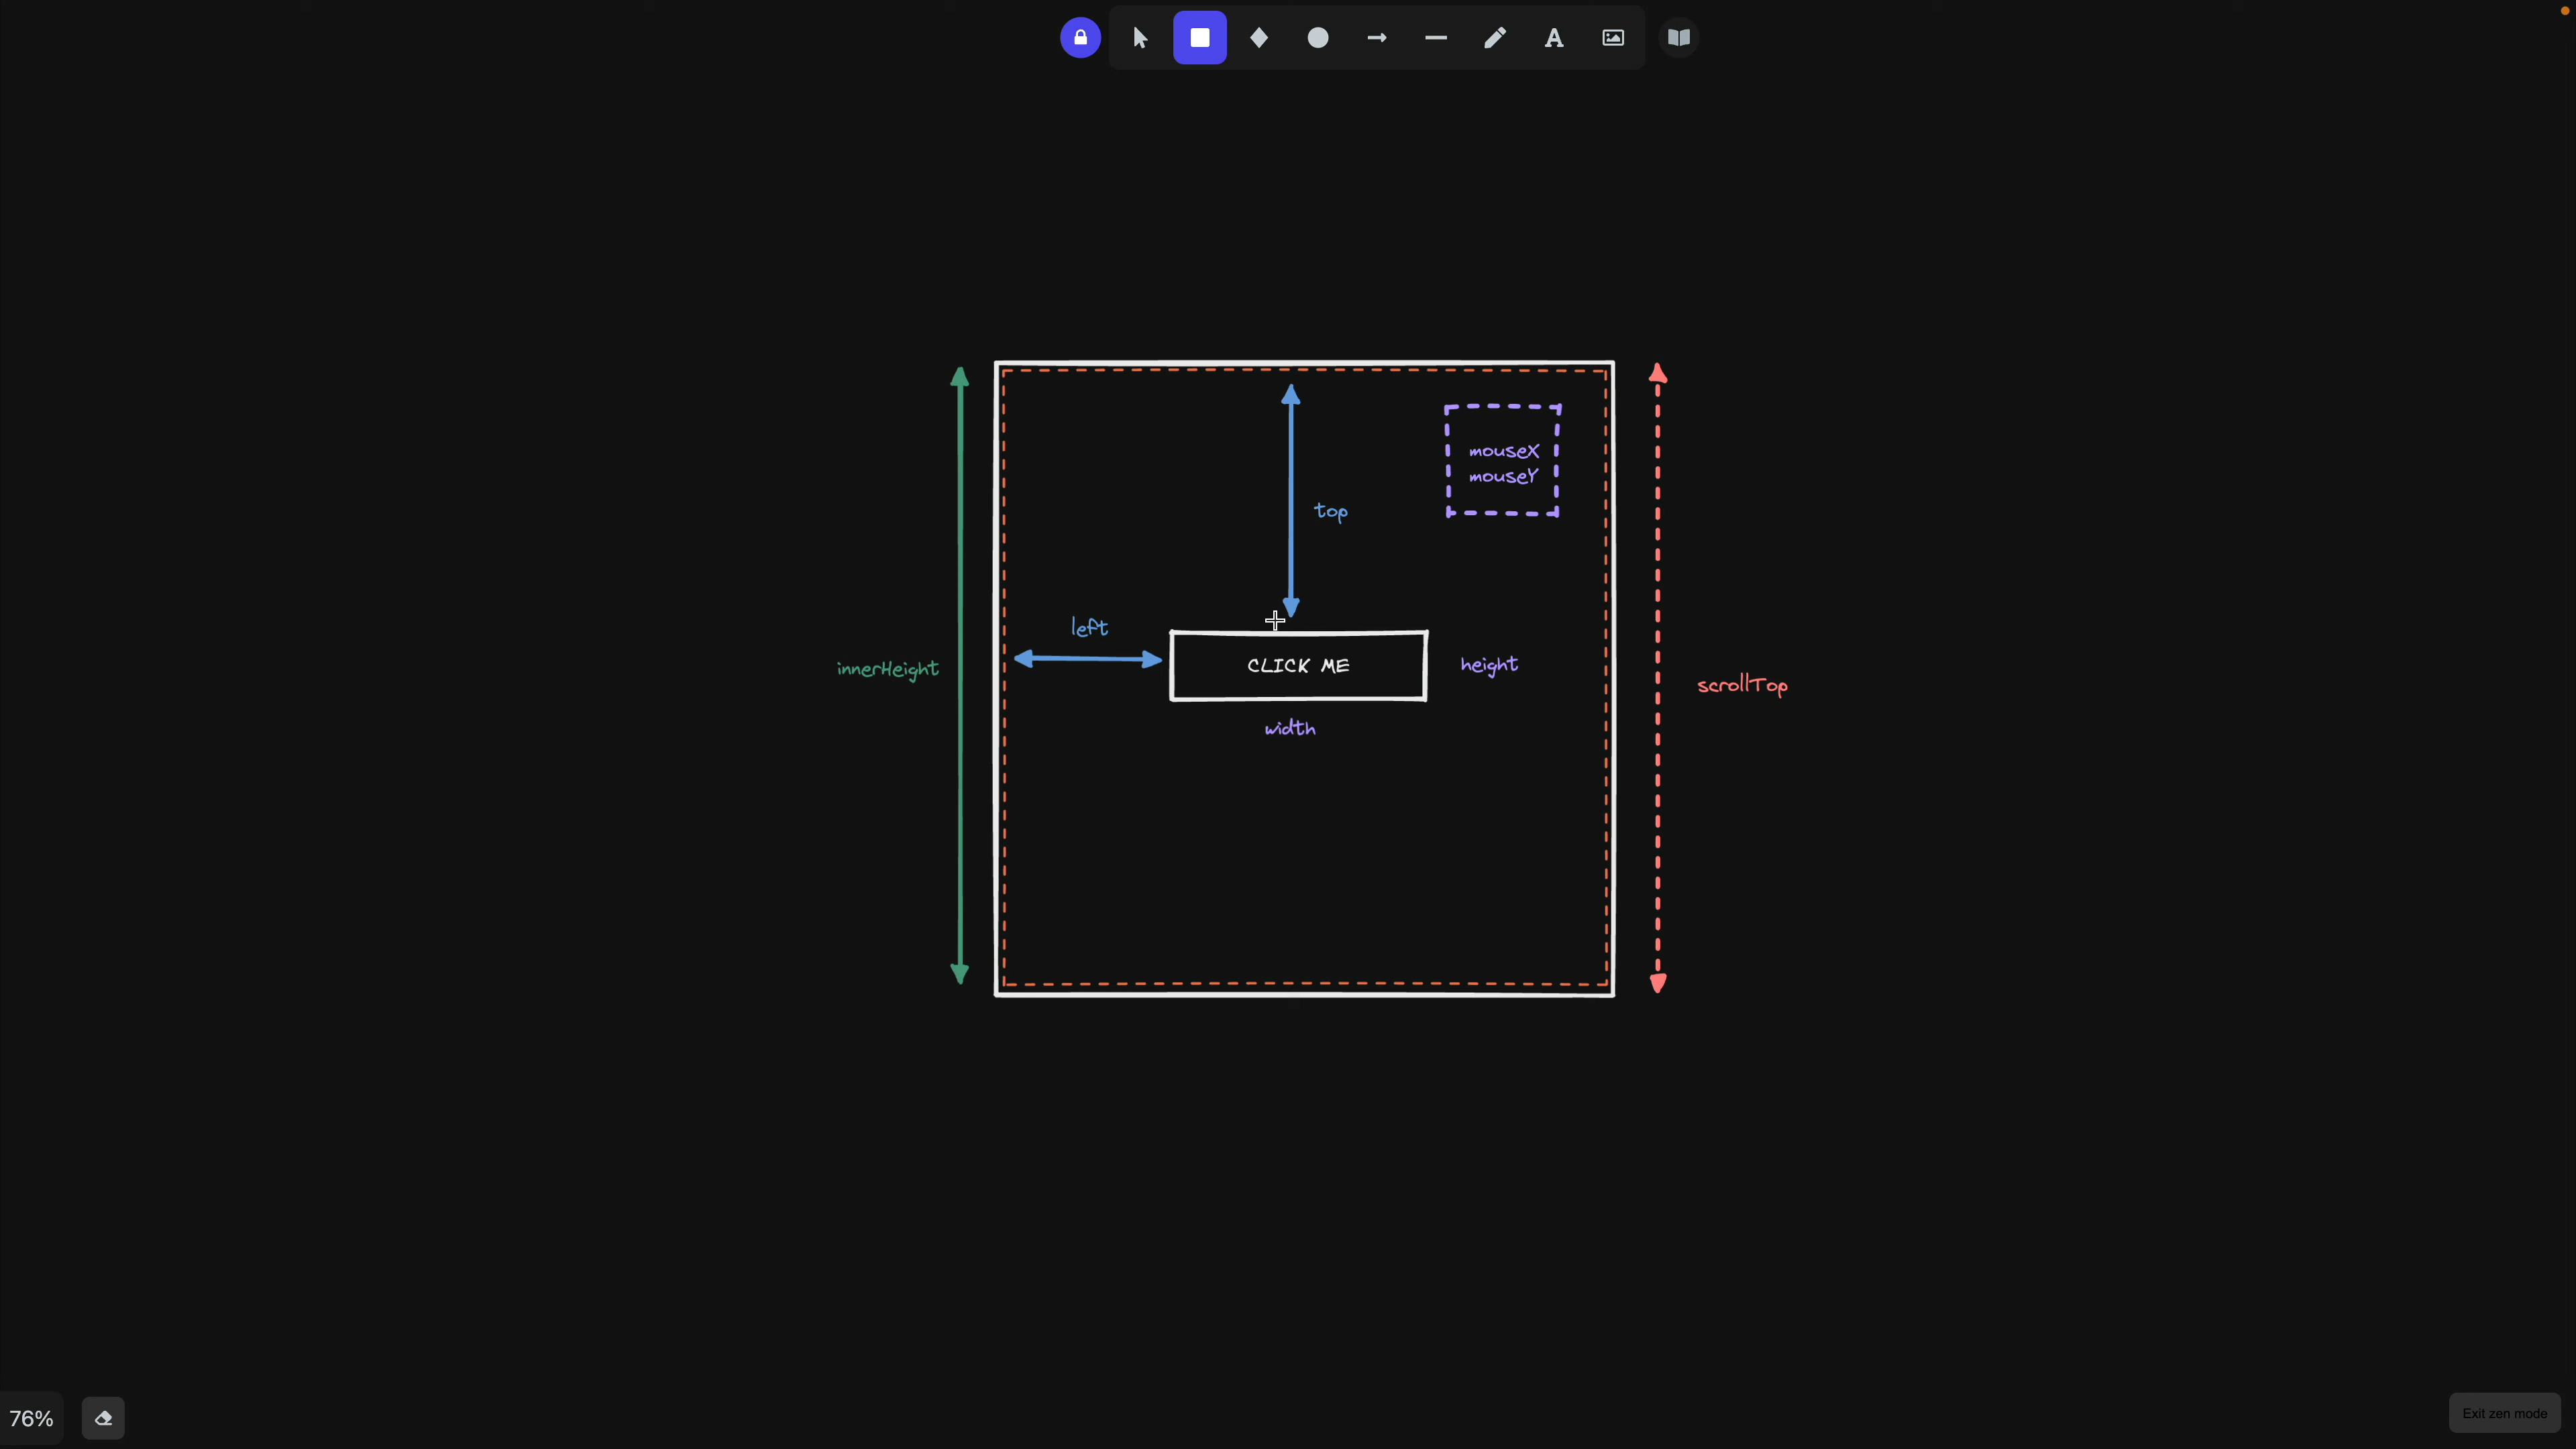 mouseX
mouseY
top
left
innerHeight
CLICK ME
height
scrollTop
width
76%
Exit zen mode